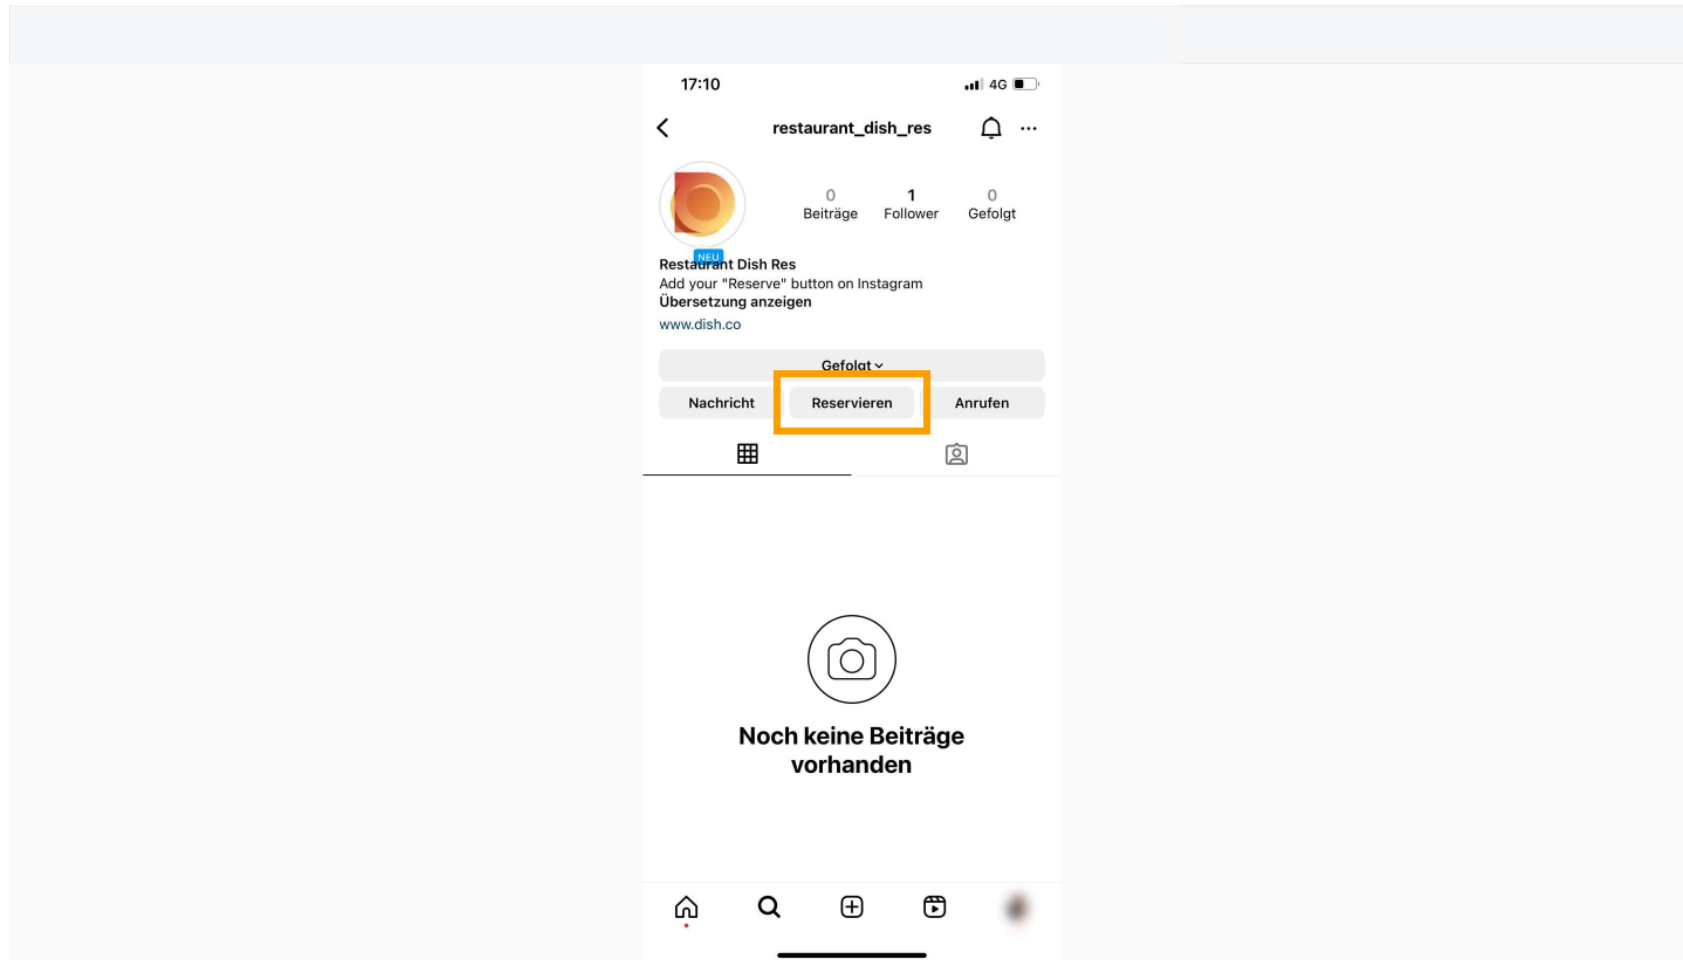 17:10 4G
restaurant_dish_res
0 1 0
Beiträge Follower Gefolgt
NEU
Restaurant Dish Res
Add your "Reserve" button on Instagram
Übersetzung anzeigen
www.dish.co
Gefolgt
Nachricht Reservieren Anrufen
Noch keine Beiträge
vorhanden